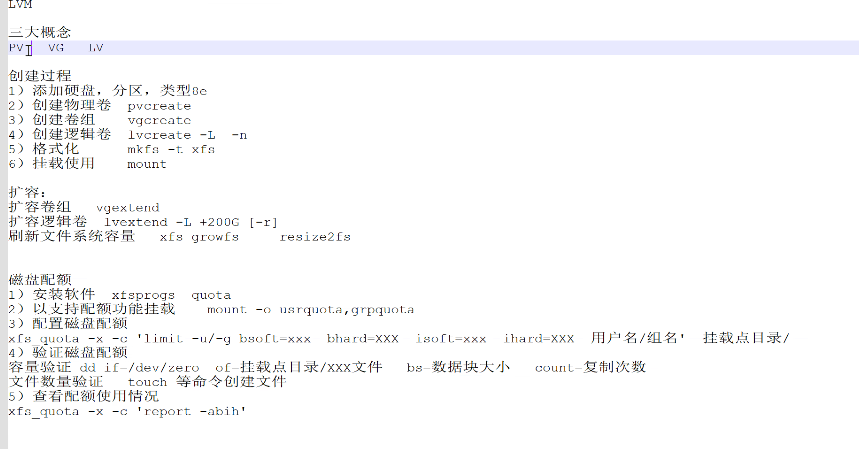 LVM
三大概念
PV   VG   LV
创建过程
1）添加硬盘，分区，类型8e
2）创建物理卷  pvcreate
3）创建卷组    vgcreate
4）创建逻辑卷  lvcreate -L  -n
5）格式化      mkfs -t xfs
6）挂载使用    mount
扩容：
扩容卷组   vgextend
扩容逻辑卷  lvextend -L +200G [-r]
刷新文件系统容量   xfs_growfs     resize2fs
磁盘配额
1）安装软件  xfsprogs  quota
2）以支持配额功能挂载    mount -o usrquota,grpquota
3）配置磁盘配额
xfs_quota -x -c 'limit -u/-g bsoft=xxx  bhard=XXX  isoft=xxx  ihard=XXX  用户名/组名'  挂载点目录/
4）验证磁盘配额
容量验证 dd if=/dev/zero  of=挂载点目录/XXX文件   bs=数据块大小   count=复制次数
文件数量验证   touch 等命令创建文件
5）查看配额使用情况
xfs_quota -x -c 'report -abih'